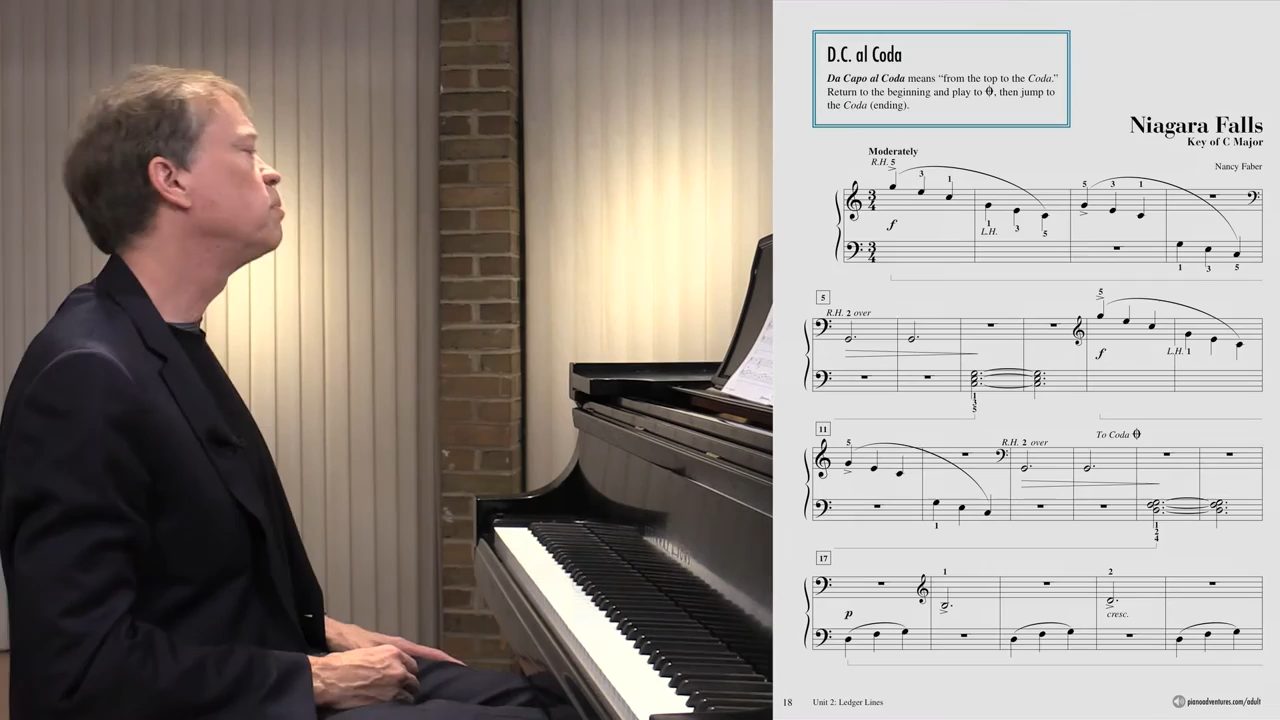 D.C. al Coda
Da Capo al Coda means “from the top to the Coda.”
Return to the beginning and play to 𝄌, then jump to
the Coda (ending).
Niagara Falls
Key of C Major
Nancy Faber
Moderately
R.H. 5
3
1
5 3 1
3
4
3
4
f
1
L.H.
3
5
1 3 5
5
R.H. 2 over
5
f
L.H. 1
1
3
5
11
5
R.H. 2 over
To Coda 𝄌
1
1
2
4
17
1
2
p
cresc.
18 Unit 2: Ledger Lines
pianoadventures.com/adult